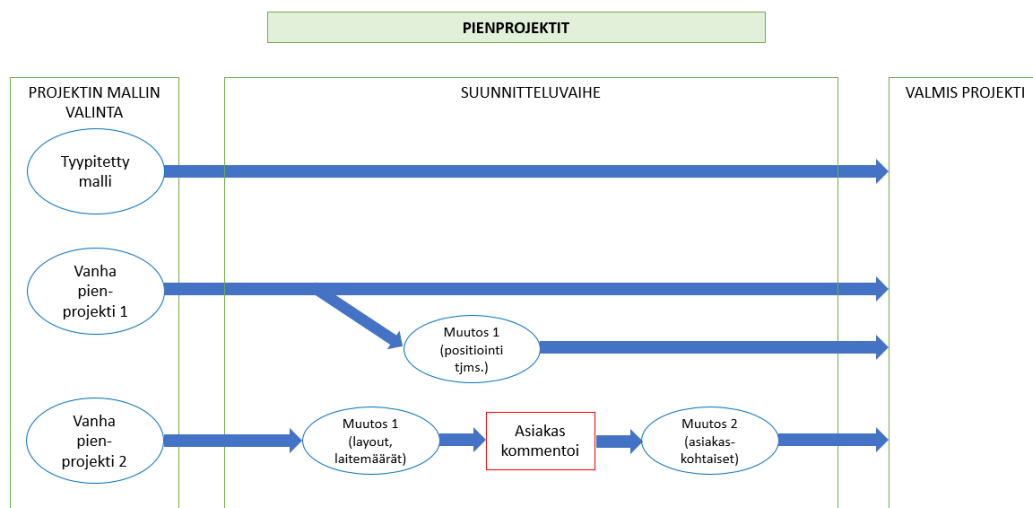 PIENPROJEKTIT
PROJEKTIN MALLIN
VALINTA
SUUNNITTELUVAIHE
VALMIS PROJEKTI
Tyypitetty
malli
Vanha
pien-
projekti 1
Muutos 1
(positiointi
tjms.)
Vanha
pien-
projekti 2
Muutos 1
(layout,
laitemäärät)
Asiakas
kommentoi
Muutos 2
(asiakas-
kohtaiset)